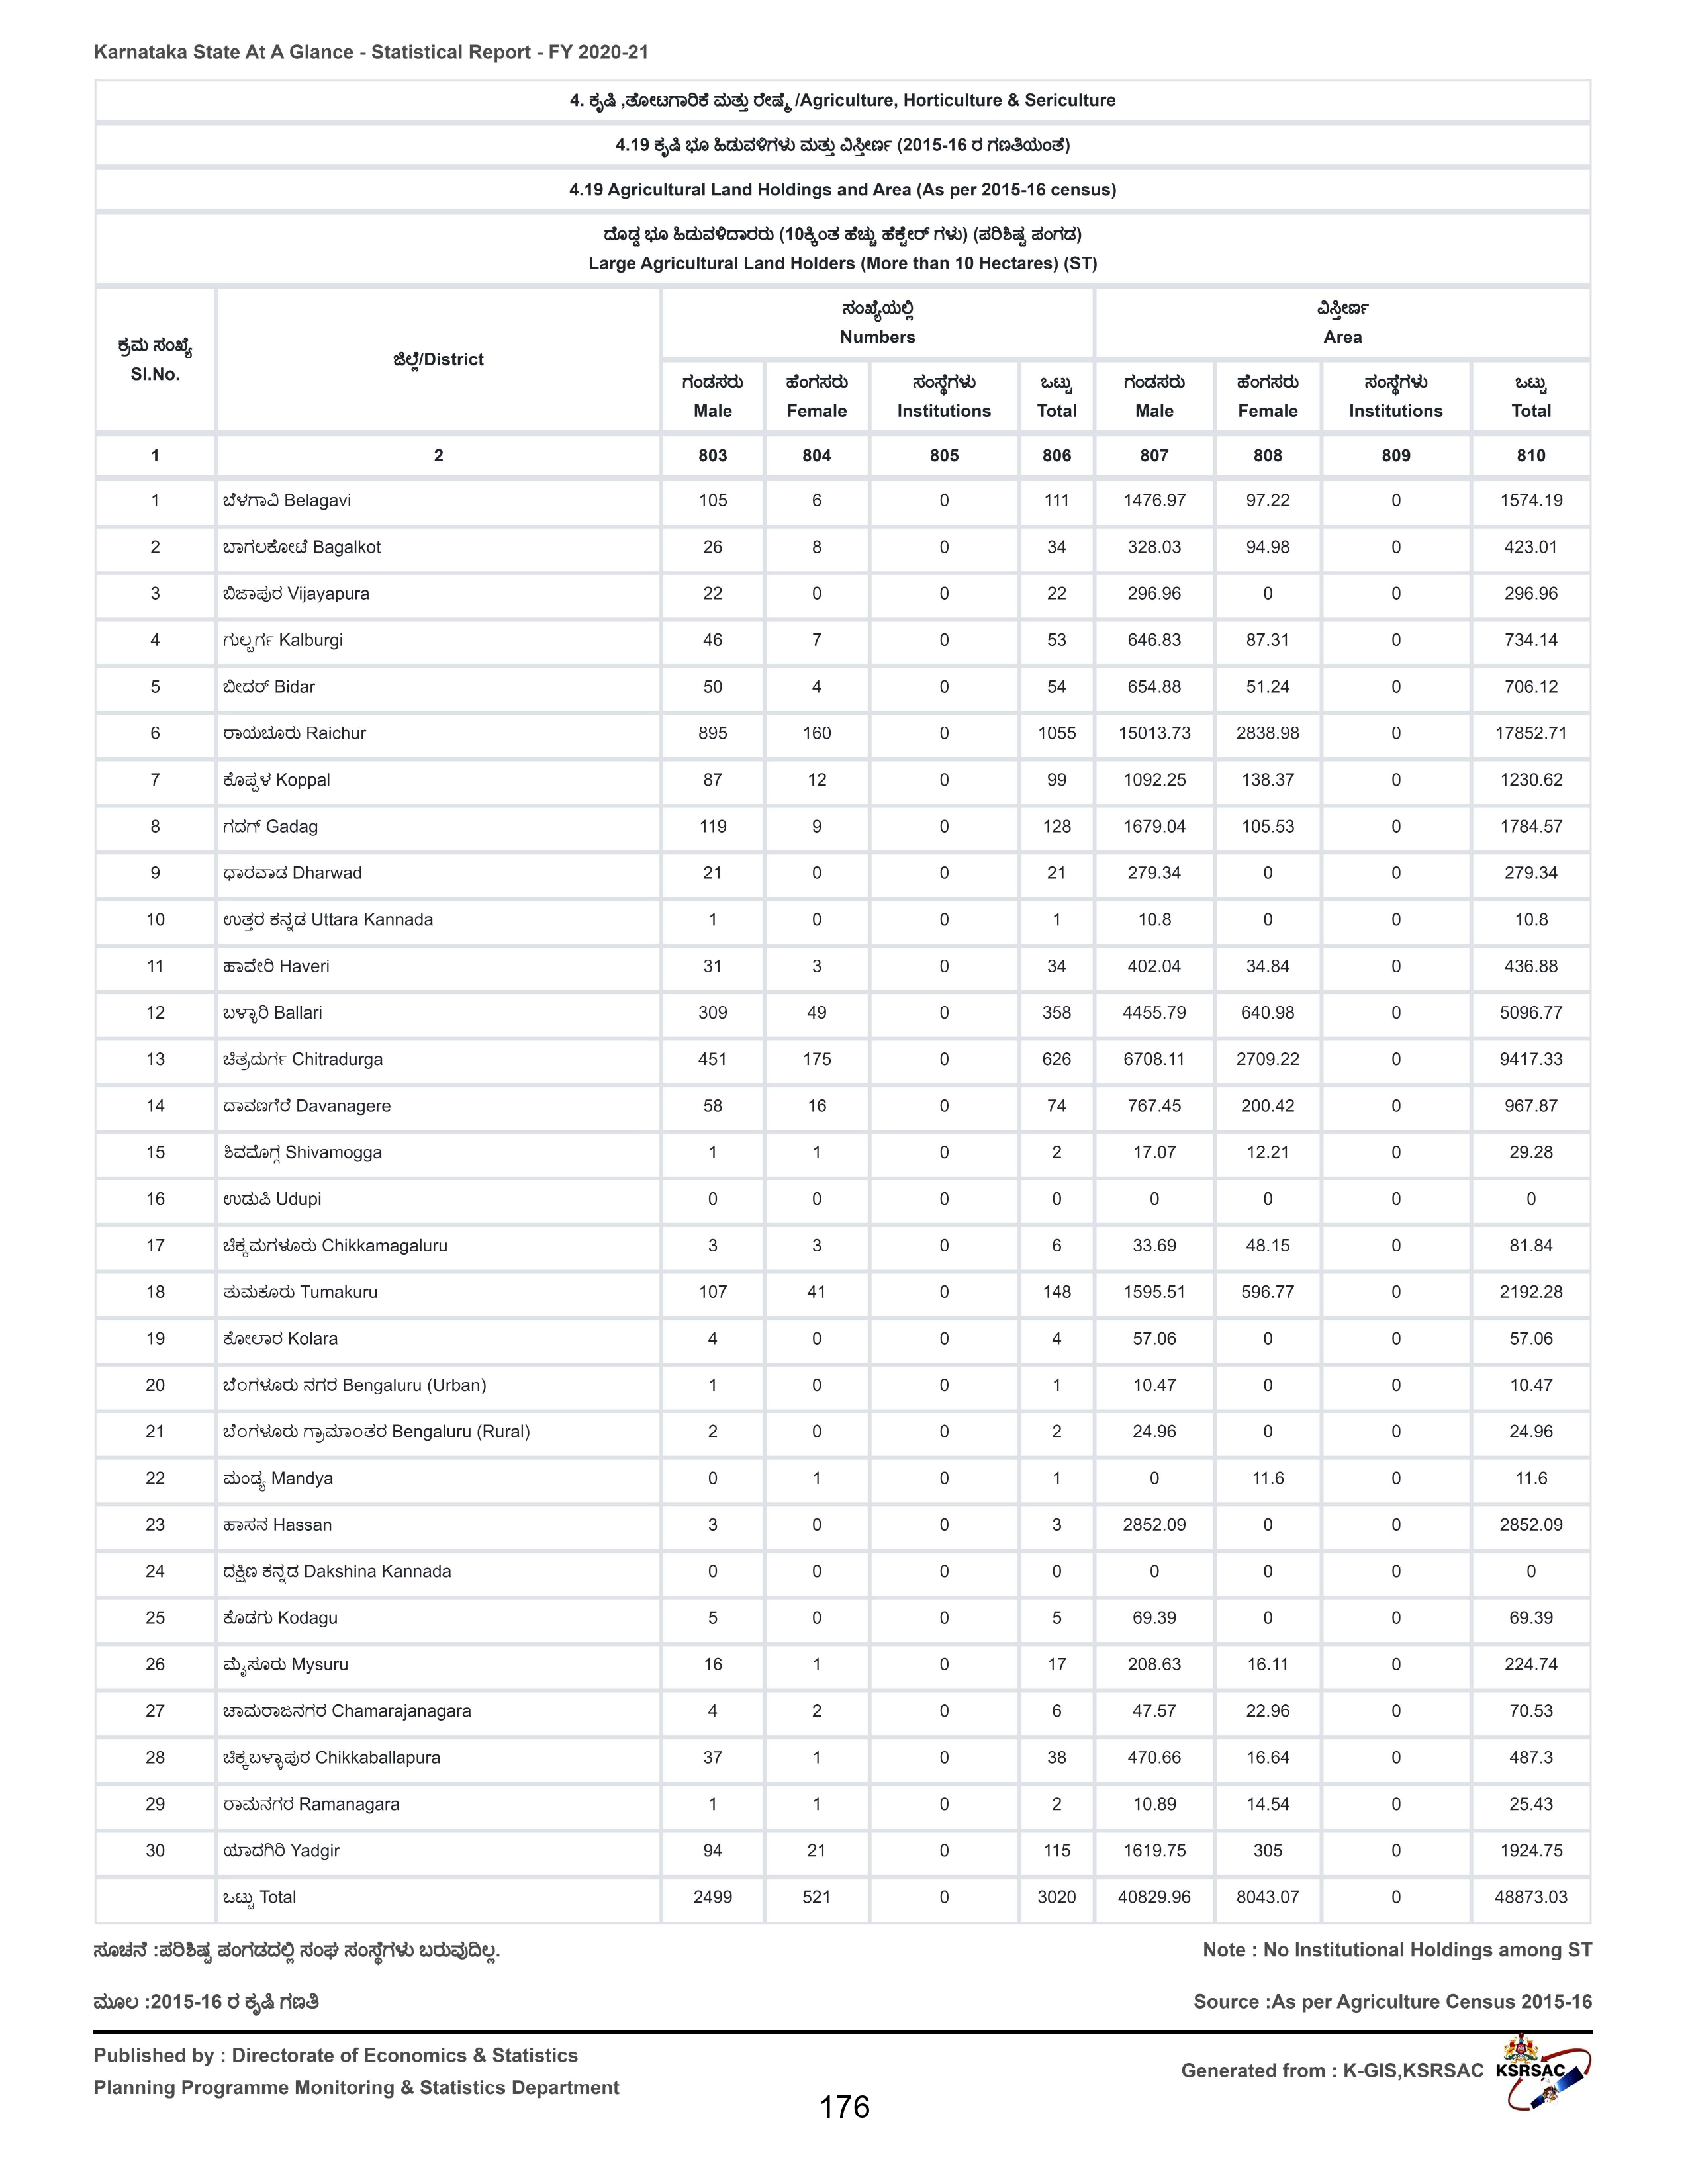 Karnataka State At A Glance - Statistical Report - FY 2020-21
4. ಕೃಷಿ ,ತೋಟಗಾರಿಕೆ ಮತ್ತು ರೇಷ್ಮೆ /Agriculture, Horticulture & Sericulture
4.19 ಕೃಷಿ ಭೂ ಹಿಡುವಳಿಗಳು ಮತ್ತು ವಿಸ್ತೀರ್ಣ (2015-16 ರ ಗಣತಿಯಂತೆ)
4.19 Agricultural Land Holdings and Area (As per 2015-16 census)
ದೊಡ್ಡ ಭೂ ಹಿಡುವಳಿದಾರರು (10ಕ್ಕಿಂತ ಹೆಚ್ಚು ಹೆಕ್ಟೇರ್ ಗಳು) (ಪರಿಶಿಷ್ಟ ಪಂಗಡ)
Large Agricultural Land Holders (More than 10 Hectares) (ST)
ಕ್ರಮ ಸಂಖ್ಯೆ Sl.No. ಜಿಲ್ಲೆ/District ಸಂಖ್ಯೆಯಲ್ಲಿ Numbers ವಿಸ್ತೀರ್ಣ Area
ಗಂಡಸರು ಹೆಂಗಸರು ಸಂಸ್ಥೆಗಳು ಒಟ್ಟು ಗಂಡಸರು ಹೆಂಗಸರು ಸಂಸ್ಥೆಗಳು ಒಟ್ಟು
Male Female Institutions Total Male Female Institutions Total
1 2 803 804 805 806 807 808 809 810
1 ಬೆಳಗಾವಿ Belagavi 105 6 0 111 1476.97 97.22 0 1574.19
2 ಬಾಗಲಕೋಟೆ Bagalkot 26 8 0 34 328.03 94.98 0 423.01
3 ಬಿಜಾಪುರ Vijayapura 22 0 0 22 296.96 0 0 296.96
4 ಗುಲ್ಬರ್ಗ Kalburgi 46 7 0 53 646.83 87.31 0 734.14
5 ಬೀದರ್ Bidar 50 4 0 54 654.88 51.24 0 706.12
6 ರಾಯಚೂರು Raichur 895 160 0 1055 15013.73 2838.98 0 17852.71
7 ಕೊಪ್ಪಳ Koppal 87 12 0 99 1092.25 138.37 0 1230.62
8 ಗದಗ್ Gadag 119 9 0 128 1679.04 105.53 0 1784.57
9 ಧಾರವಾಡ Dharwad 21 0 0 21 279.34 0 0 279.34
10 ಉತ್ತರ ಕನ್ನಡ Uttara Kannada 1 0 0 1 10.8 0 0 10.8
11 ಹಾವೇರಿ Haveri 31 3 0 34 402.04 34.84 0 436.88
12 ಬಳ್ಳಾರಿ Ballari 309 49 0 358 4455.79 640.98 0 5096.77
13 ಚಿತ್ರದುರ್ಗ Chitradurga 451 175 0 626 6708.11 2709.22 0 9417.33
14 ದಾವಣಗೆರೆ Davanagere 58 16 0 74 767.45 200.42 0 967.87
15 ಶಿವಮೊಗ್ಗ Shivamogga 1 1 0 2 17.07 12.21 0 29.28
16 ಉಡುಪಿ Udupi 0 0 0 0 0 0 0 0
17 ಚಿಕ್ಕಮಗಳೂರು Chikkamagaluru 3 3 0 6 33.69 48.15 0 81.84
18 ತುಮಕೂರು Tumakuru 107 41 0 148 1595.51 596.77 0 2192.28
19 ಕೋಲಾರ Kolara 4 0 0 4 57.06 0 0 57.06
20 ಬೆಂಗಳೂರು ನಗರ Bengaluru (Urban) 1 0 0 1 10.47 0 0 10.47
21 ಬೆಂಗಳೂರು ಗ್ರಾಮಾಂತರ Bengaluru (Rural) 2 0 0 2 24.96 0 0 24.96
22 ಮಂಡ್ಯ Mandya 0 1 0 1 0 11.6 0 11.6
23 ಹಾಸನ Hassan 3 0 0 3 2852.09 0 0 2852.09
24 ದಕ್ಷಿಣ ಕನ್ನಡ Dakshina Kannada 0 0 0 0 0 0 0 0
25 ಕೊಡಗು Kodagu 5 0 0 5 69.39 0 0 69.39
26 ಮೈಸೂರು Mysuru 16 1 0 17 208.63 16.11 0 224.74
27 ಚಾಮರಾಜನಗರ Chamarajanagara 4 2 0 6 47.57 22.96 0 70.53
28 ಚಿಕ್ಕಬಳ್ಳಾಪುರ Chikkaballapura 37 1 0 38 470.66 16.64 0 487.3
29 ರಾಮನಗರ Ramanagara 1 1 0 2 10.89 14.54 0 25.43
30 ಯಾದಗಿರಿ Yadgir 94 21 0 115 1619.75 305 0 1924.75
ಒಟ್ಟು Total 2499 521 0 3020 40829.96 8043.07 0 48873.03
ಸೂಚನೆ :ಪರಿಶಿಷ್ಟ ಪಂಗಡದಲ್ಲಿ ಸಂಘ ಸಂಸ್ಥೆಗಳು ಬರುವುದಿಲ್ಲ. Note : No Institutional Holdings among ST
ಮೂಲ :2015-16 ರ ಕೃಷಿ ಗಣತಿ Source :As per Agriculture Census 2015-16
Published by : Directorate of Economics & Statistics
Planning Programme Monitoring & Statistics Department
Generated from : K-GIS,KSRSAC KSRSAC
176